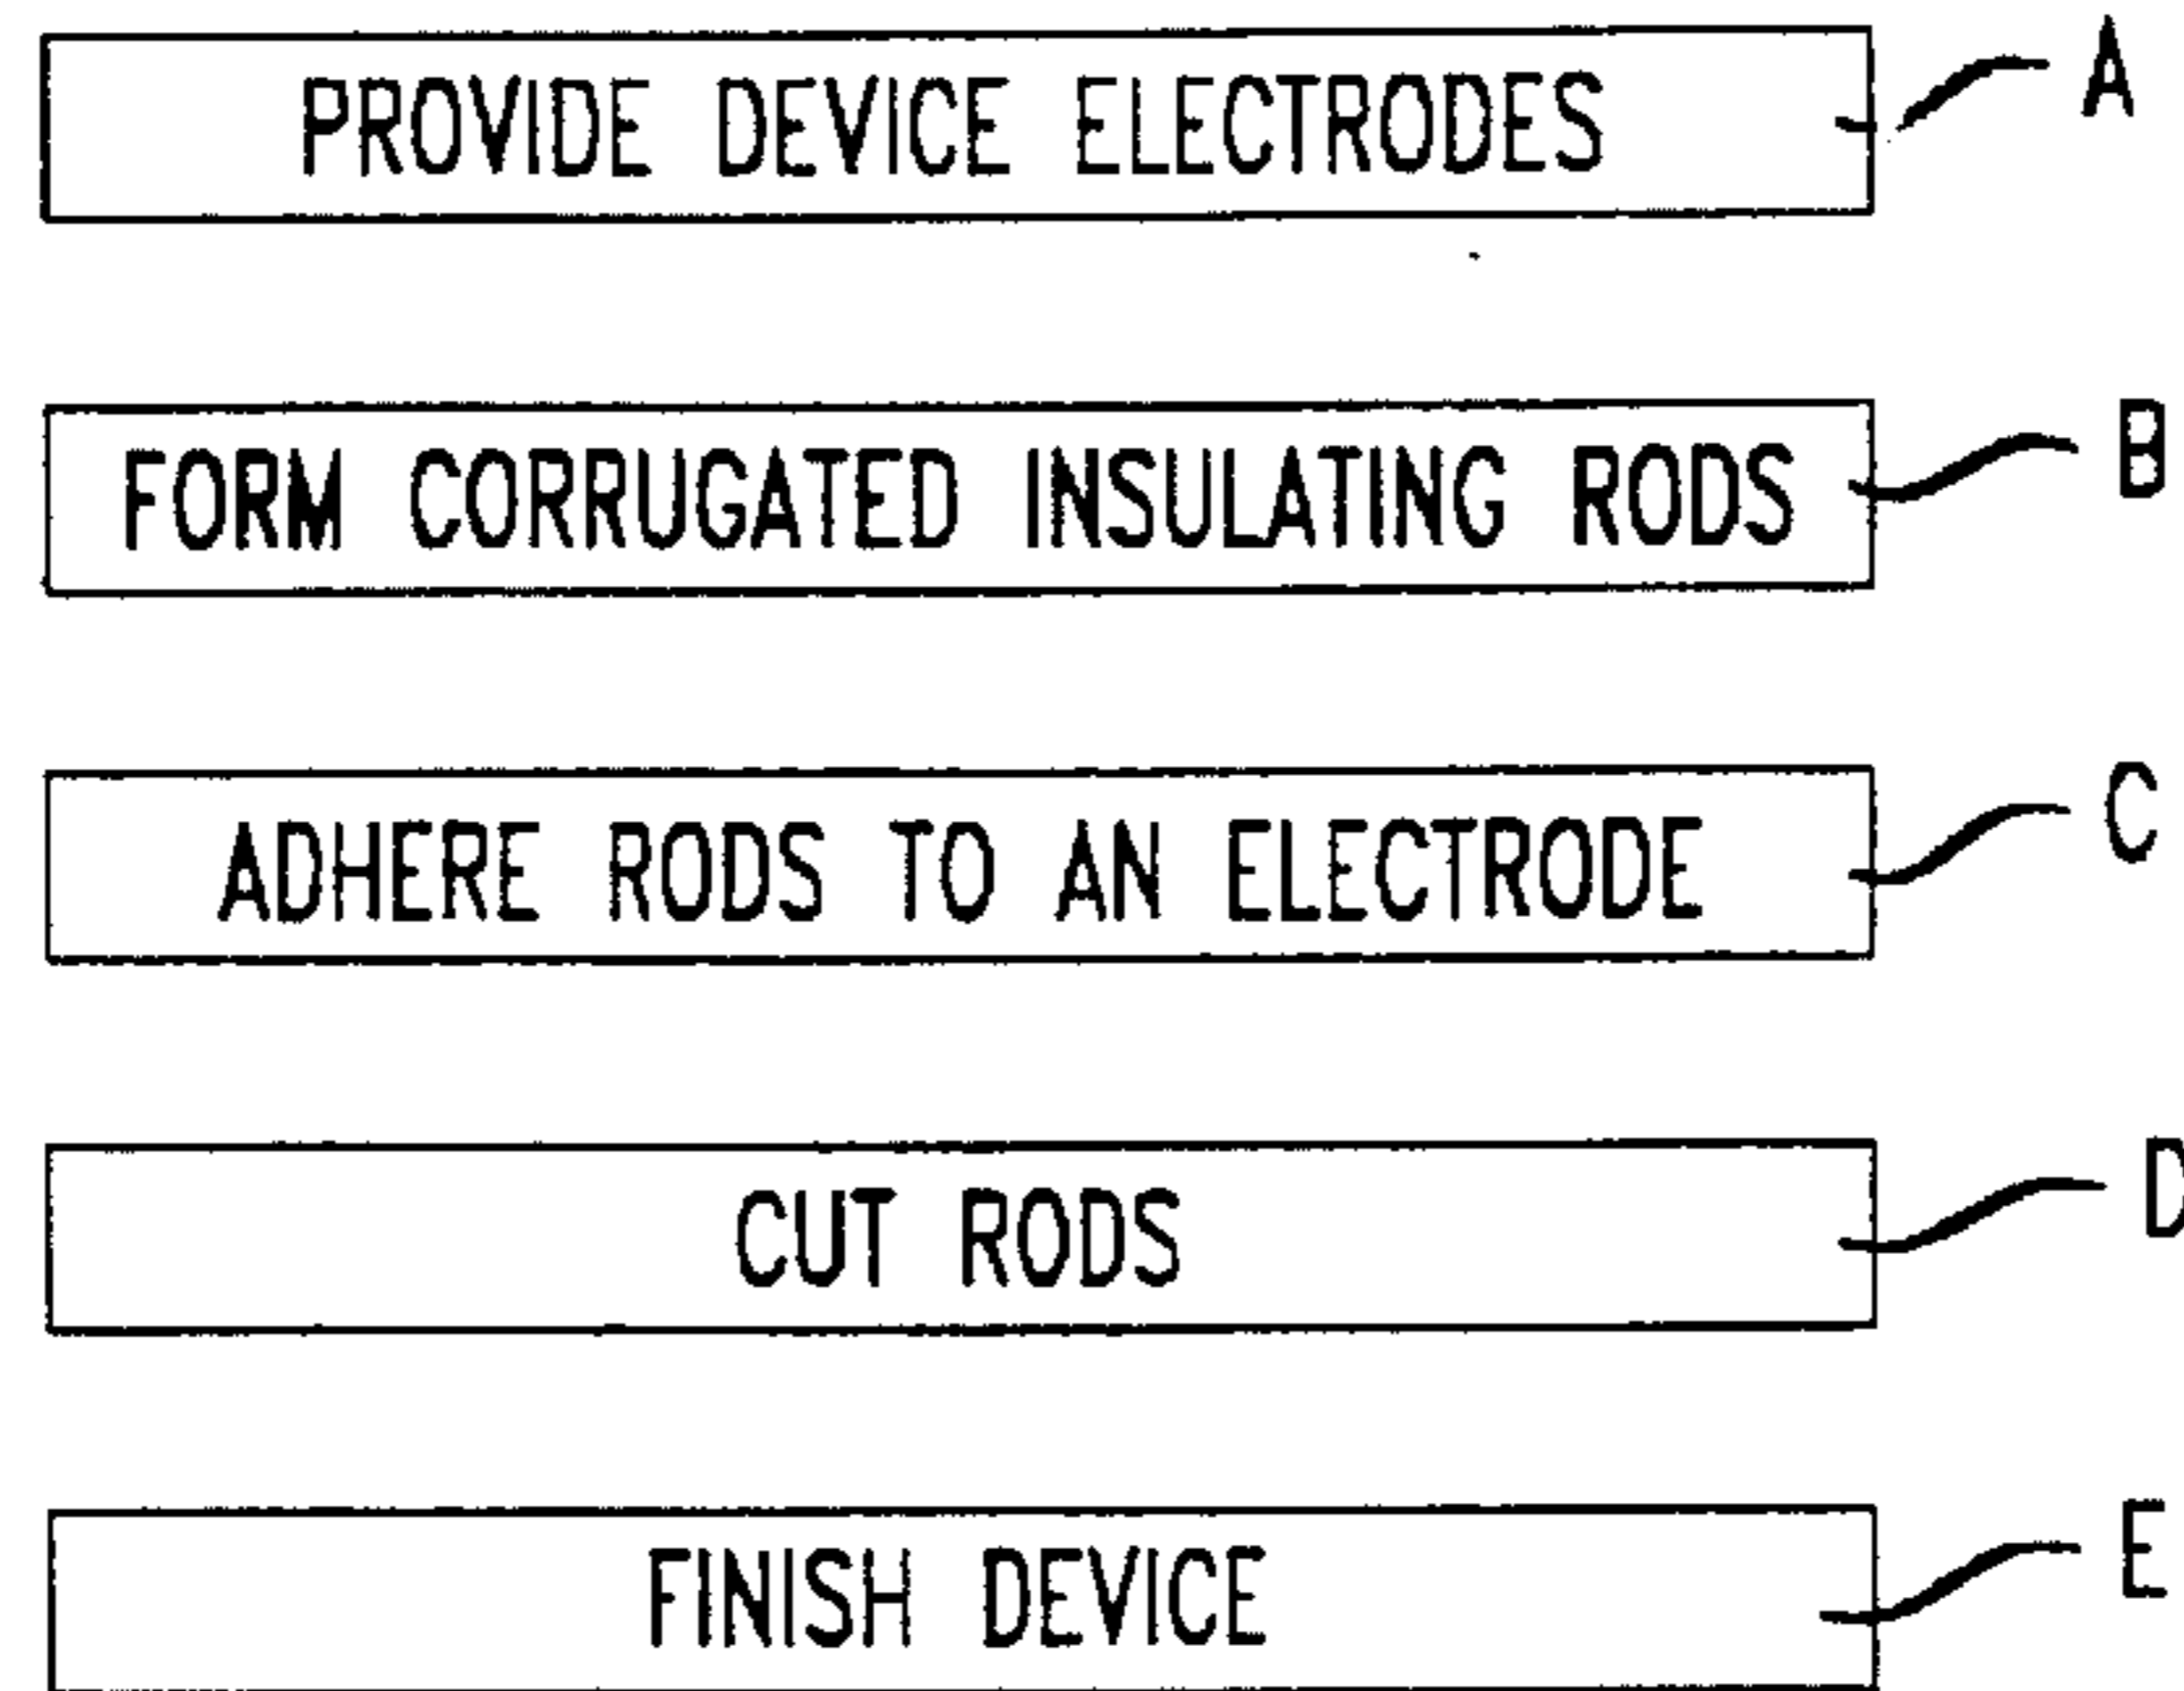 PROVIDE DEVICE ELECTRODES A
FORM CORRUGATED INSULATING RODS B
ADHERE RODS TO AN ELECTRODE C
CUT RODS D
FINISH DEVICE E